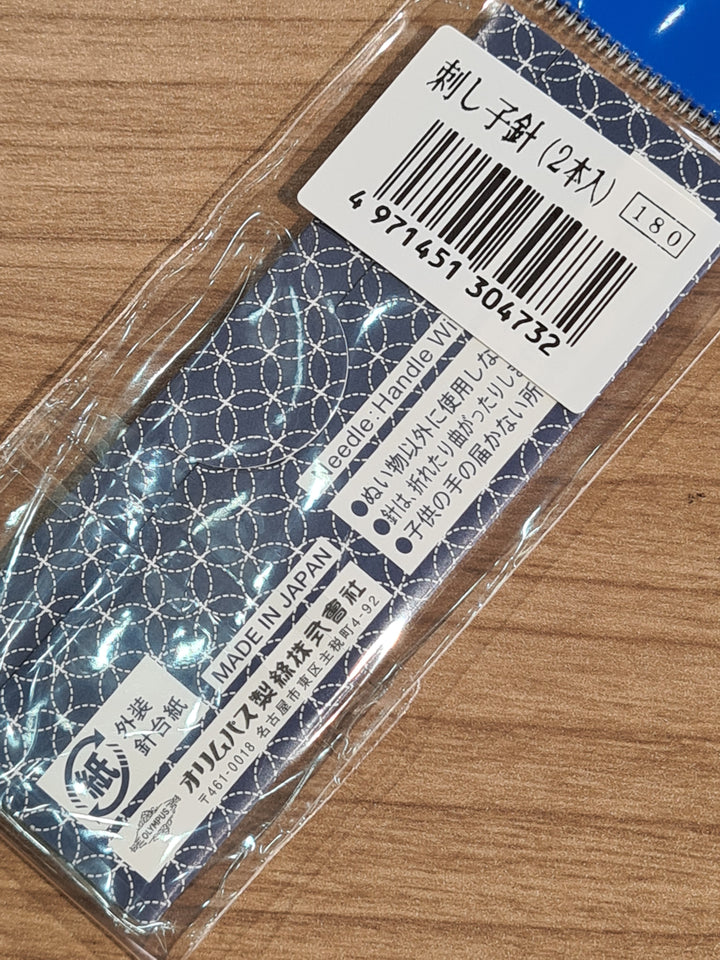 刺し子針(2本入)
180
4 971451 304732
Needle:Handle Wi
●ぬい物以外に使用しな
●針は、折れたり曲がったりし
●子供の手の届かない所
MADE IN JAPAN
オリムパス製絲株式會社
〒461-0018 名古屋市東区主税町4-92
OLYMPUS
紙
外装
針台紙